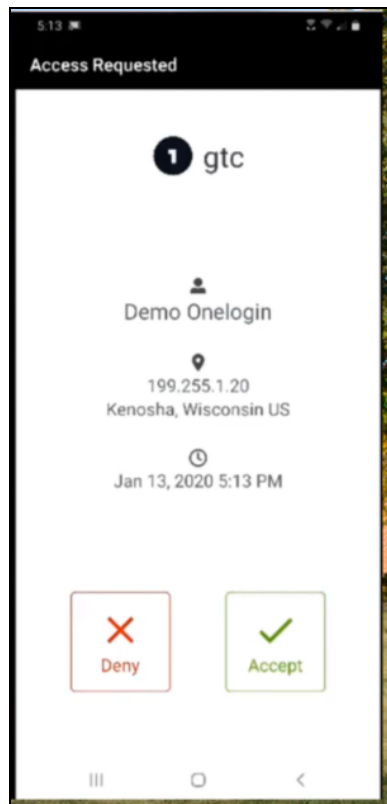 5:13
Access Requested
1 gtc
Demo Onelogin
199.255.1.20
Kenosha, Wisconsin US
Jan 13, 2020 5:13 PM
Deny
Accept